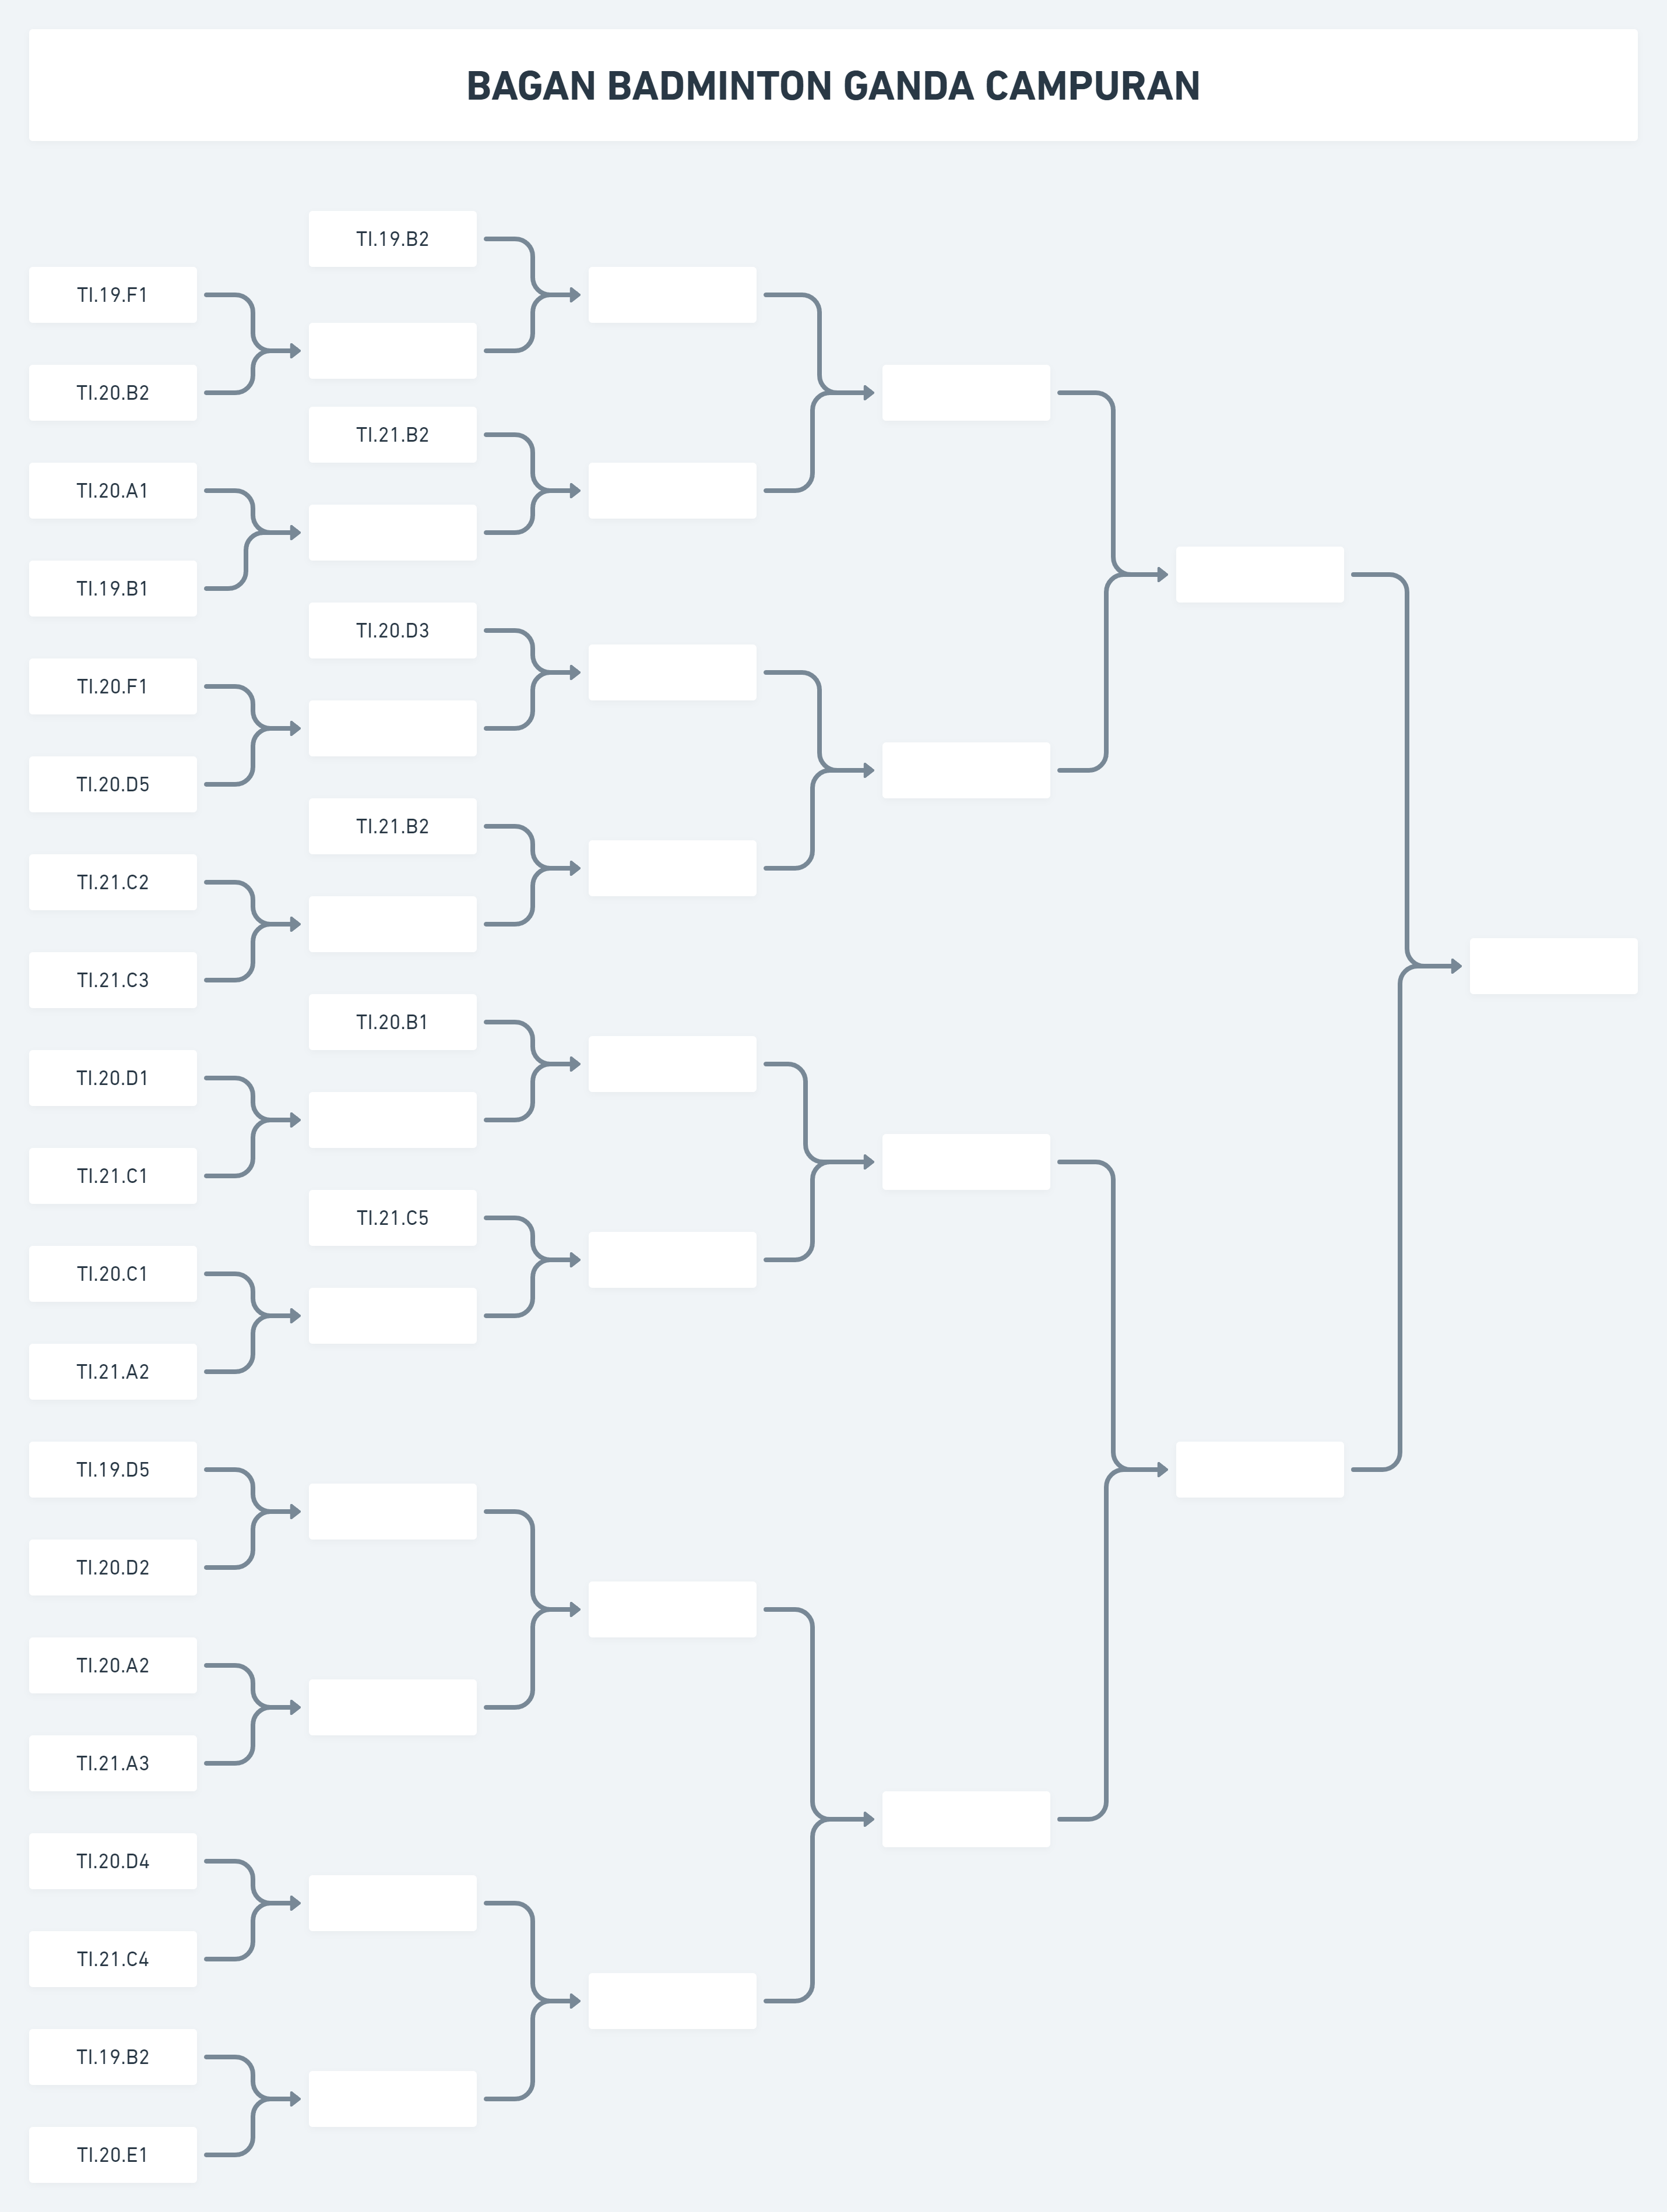 BAGAN BADMINTON GANDA CAMPURAN
TI.19.B2
TI.19.F1
TI.20.B2
TI.21.B2
TI.20.A1
TI.19.B1
TI.20.D3
TI.20.F1
TI.20.D5
TI.21.B2
TI.21.C2
TI.21.C3
TI.20.B1
TI.20.D1
TI.21.C1
TI.21.C5
TI.20.C1
TI.21.A2
TI.19.D5
TI.20.D2
TI.20.A2
TI.21.A3
TI.20.D4
TI.21.C4
TI.19.B2
TI.20.E1